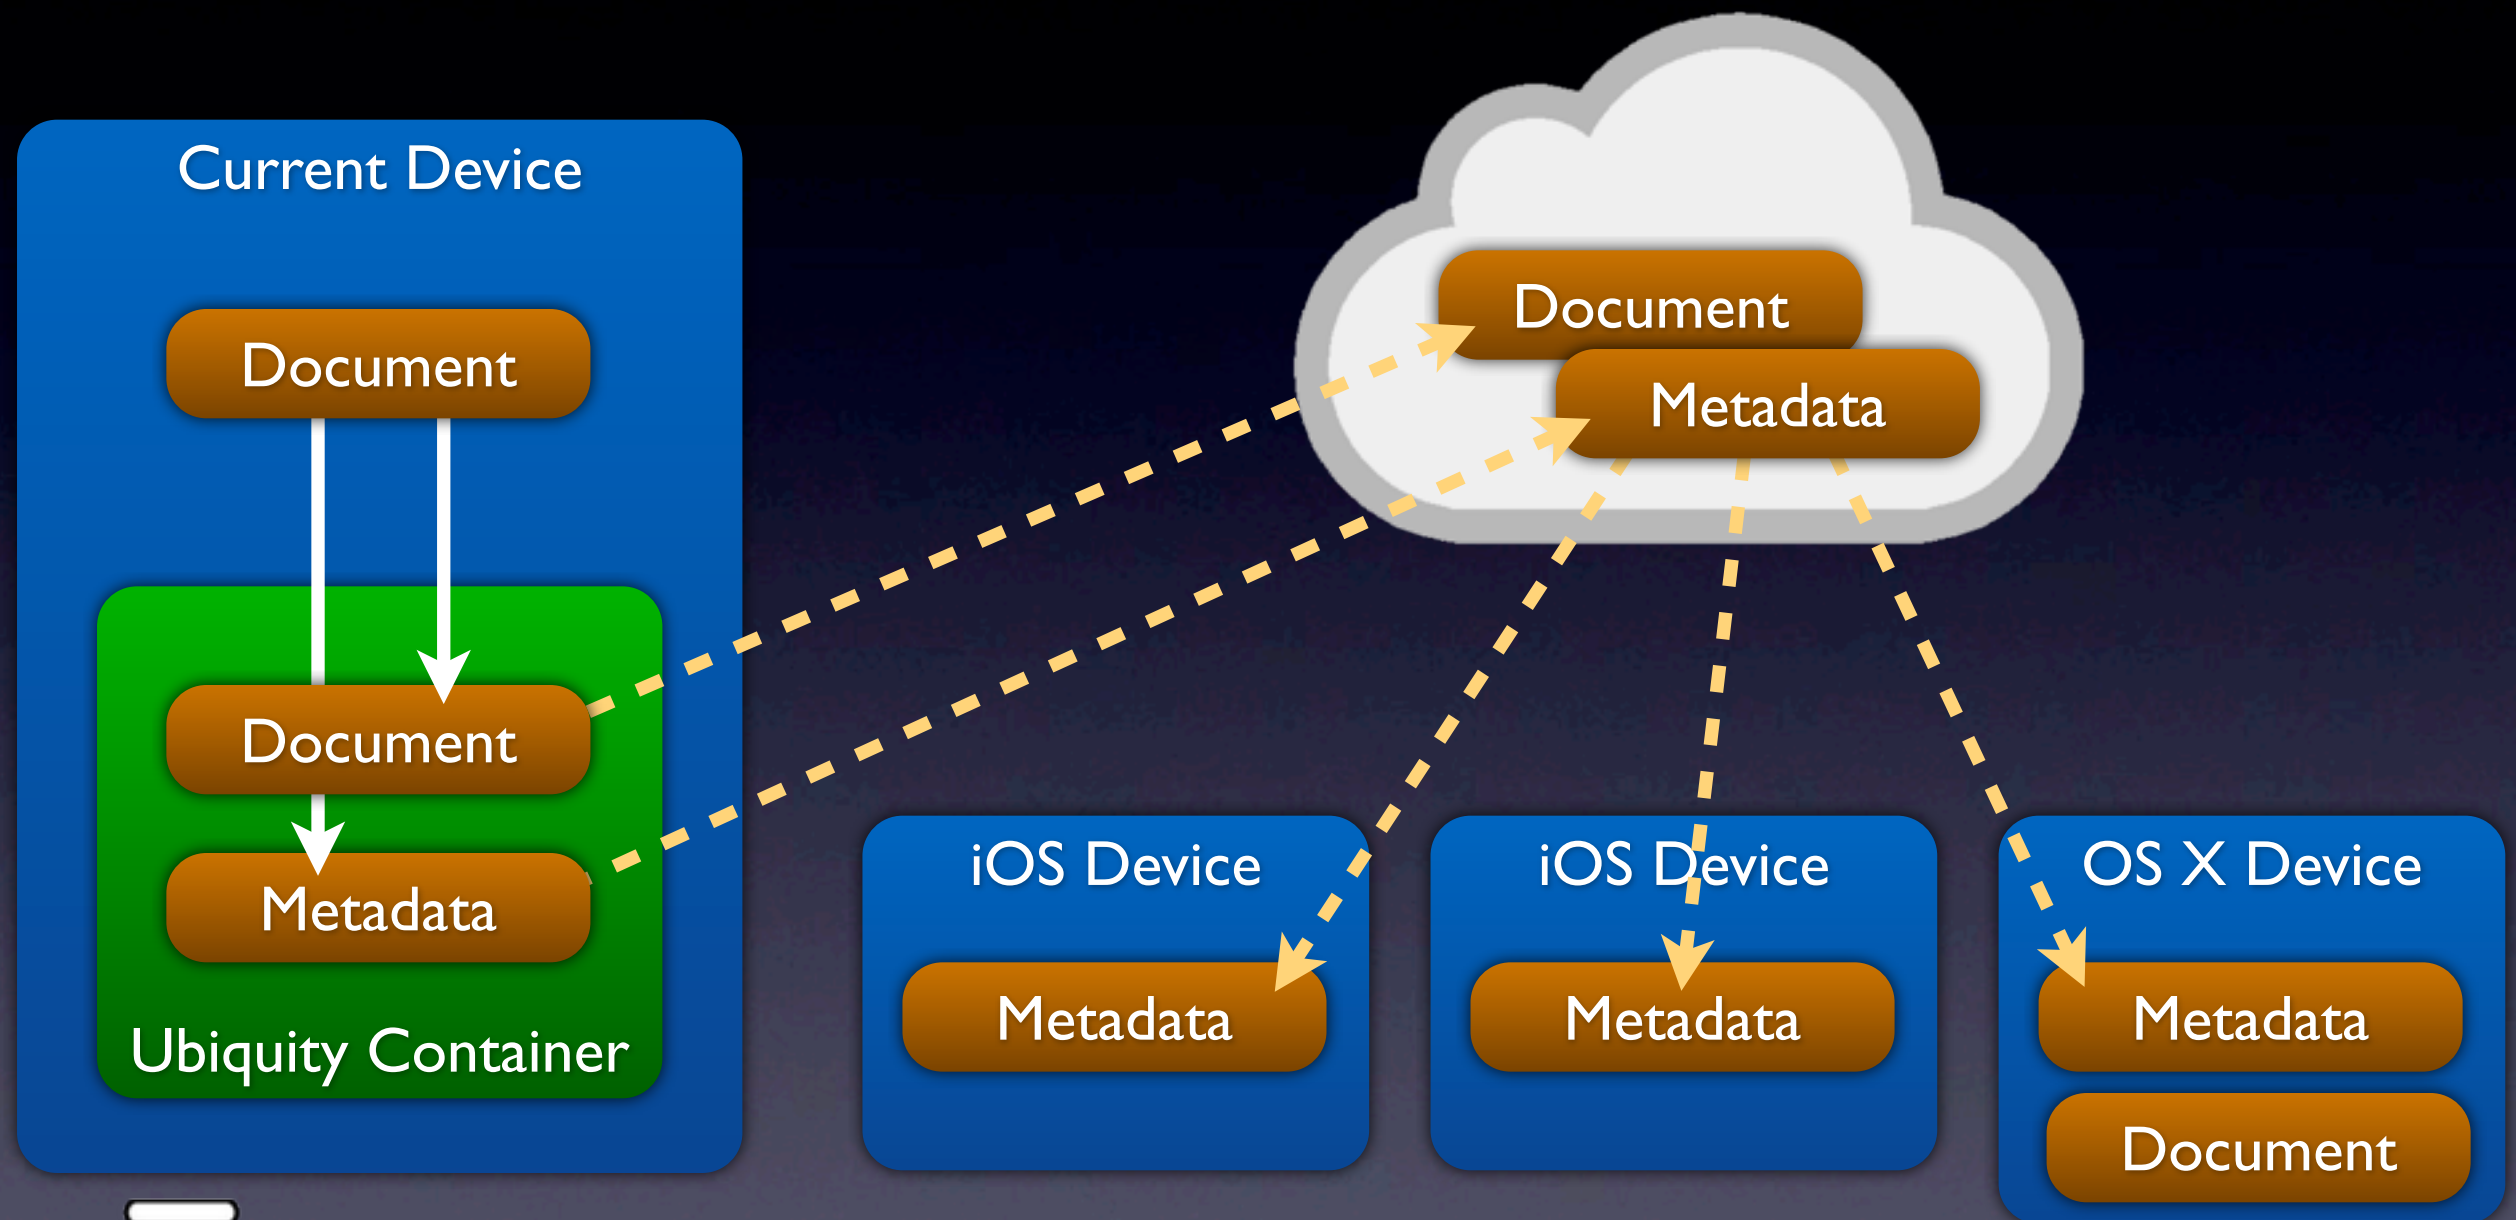 Current Device
Document
Document
Metadata
Ubiquity Container
Document
Metadata
iOS Device
Metadata
iOS Device
Metadata
OS X Device
Metadata
Document